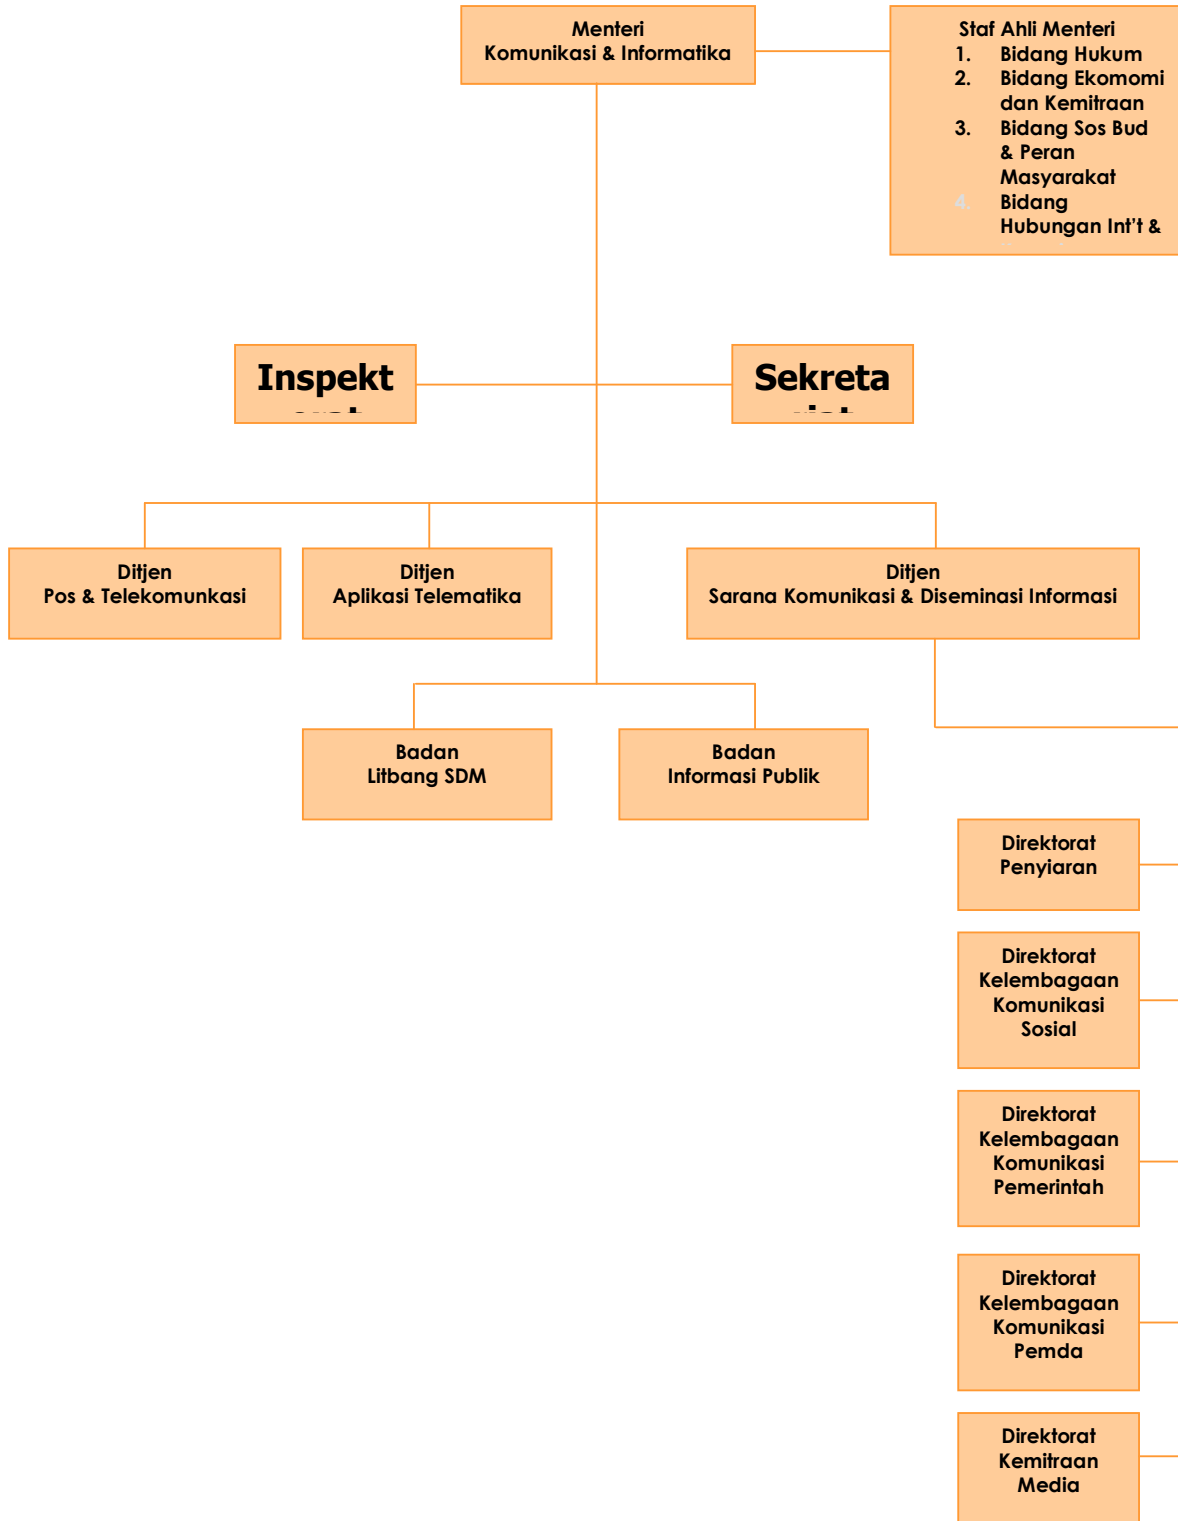 Menteri
Komunikasi & Informatika
Staf Ahli Menteri
1. Bidang Hukum
2. Bidang Ekomomi
dan Kemitraan
3. Bidang Sos Bud
& Peran
Masyarakat
4. Bidang
Hubungan Int't &
Inspekt
Sekreta
Ditjen
Pos & Telekomunkasi
Ditjen
Aplikasi Telematika
Ditjen
Sarana Komunikasi & Diseminasi Informasi
Badan
Litbang SDM
Badan
Informasi Publik
Direktorat
Penyiaran
Direktorat
Kelembagaan
Komunikasi
Sosial
Direktorat
Kelembagaan
Komunikasi
Pemerintah
Direktorat
Kelembagaan
Komunikasi
Pemda
Direktorat
Kemitraan
Media